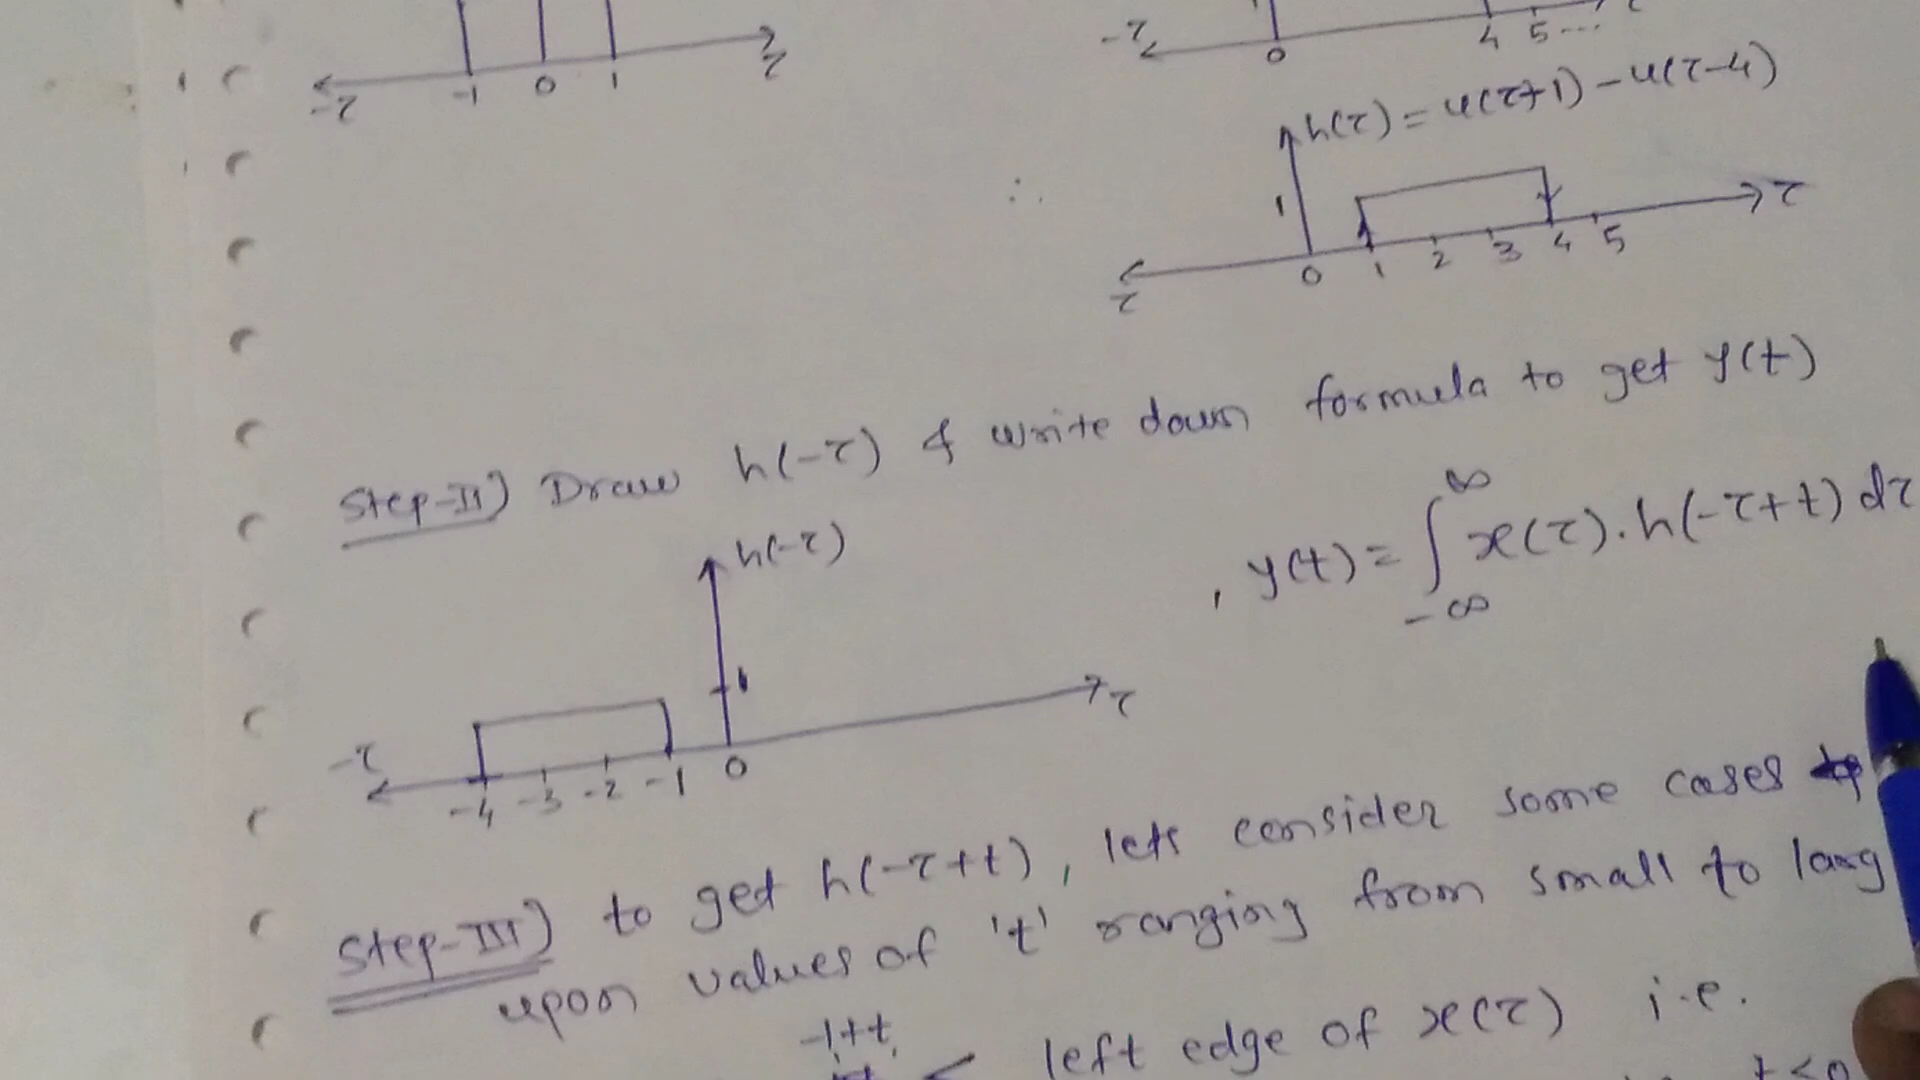 -τ -1 0 1 τ
-τ 0 4 5 ...
h(τ) = u(τ+1) - u(τ-4)
∴
1
τ 0 1 2 3 4 5 τ
Step-II) Draw h(-τ) & write down formula to get y(t)
h(-τ)
, y(t) = ∫ x(τ).h(-τ+t) dτ
∞
-∞
1
-τ -4 -3 -2 -1 0 τ
Step-III) to get h(-τ+t), lets consider some cases
upon values of 't' ranging from small to larg
-1+t
< left edge of x(τ) i.e.
t<0